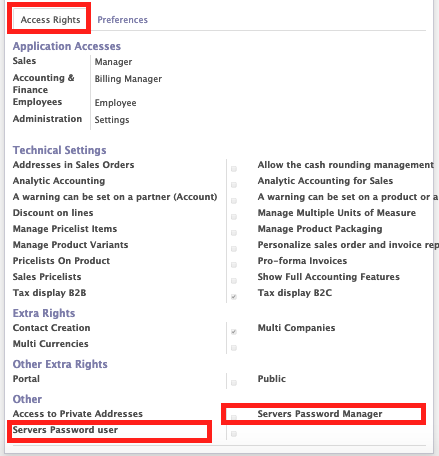 Access Rights Preferences
Application Accesses
Sales Manager
Accounting & Finance Billing Manager
Employees Employee
Administration Settings
Technical Settings
Addresses in Sales Orders Allow the cash rounding management
Analytic Accounting Analytic Accounting for Sales
A warning can be set on a partner (Account) A warning can be set on a product or a
Discount on lines Manage Multiple Units of Measure
Manage Pricelist Items Manage Product Packaging
Manage Product Variants Personalize sales order and invoice rep
Pricelists On Product Pro-forma Invoices
Sales Pricelists Show Full Accounting Features
Tax display B2B Tax display B2C
Extra Rights
Contact Creation Multi Companies
Multi Currencies
Other Extra Rights
Portal Public
Other
Access to Private Addresses Servers Password Manager
Servers Password user